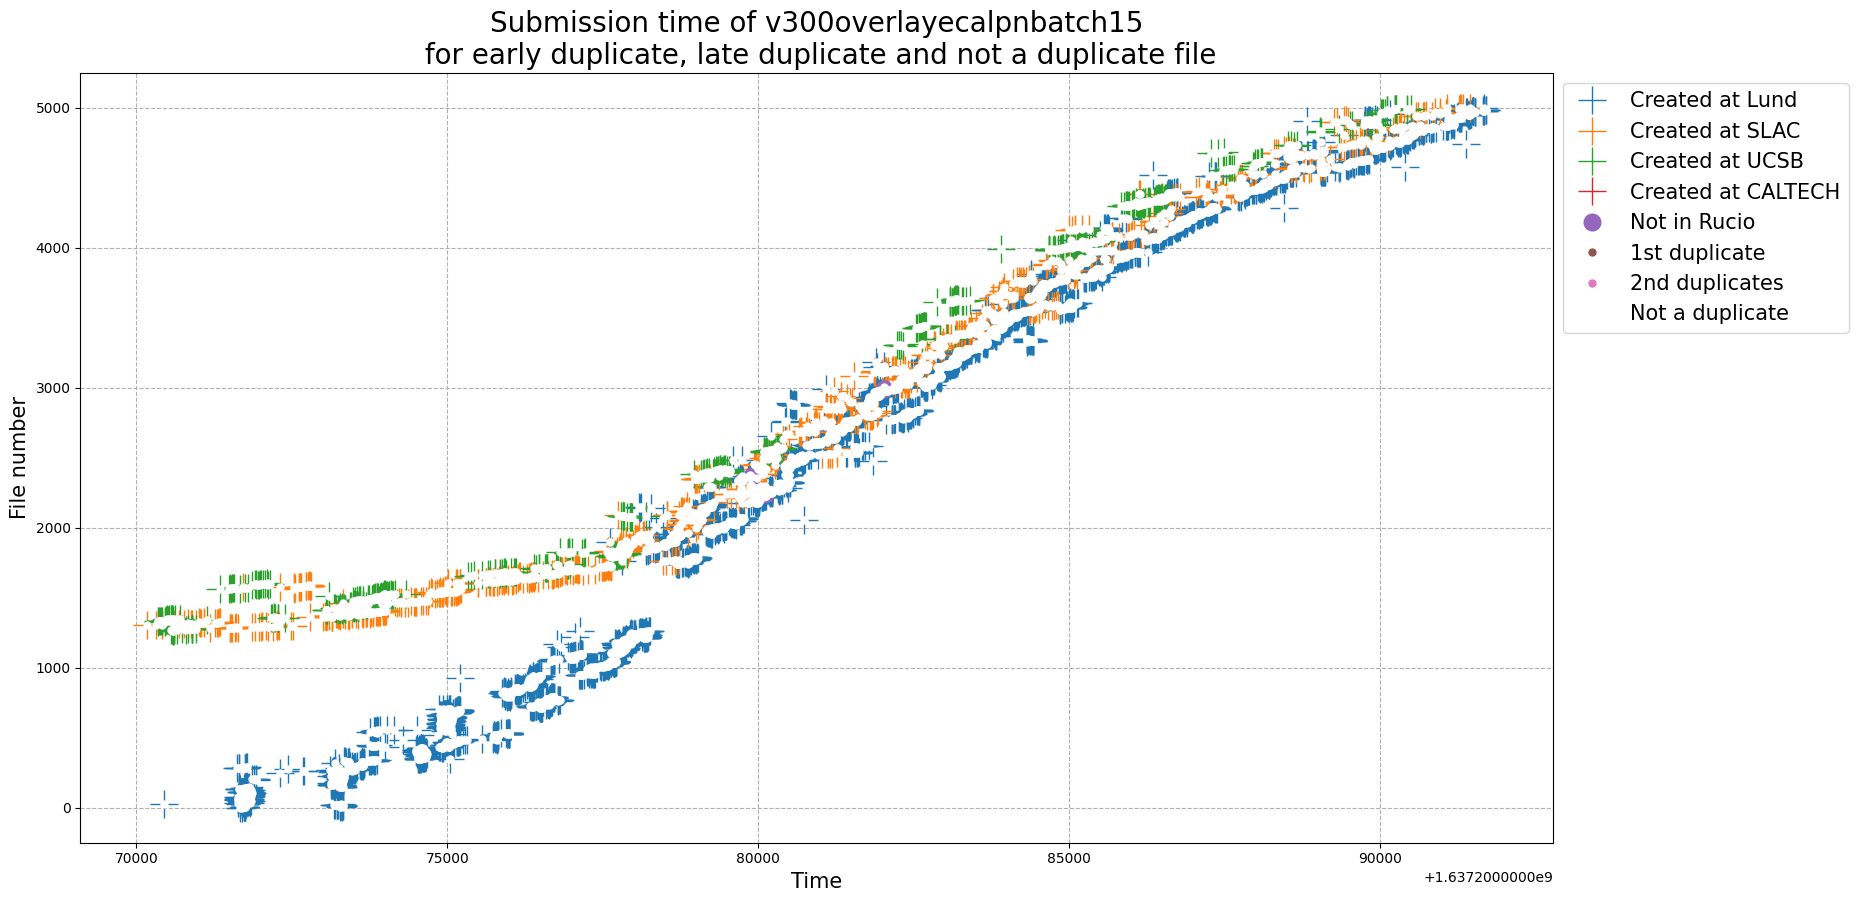 Submission time of v300overlayecalpnbatch15
for early duplicate, late duplicate and not a duplicate file
Created at Lund
Created at SLAC
Created at UCSB
Created at CALTECH
Not in Rucio
1st duplicate
2nd duplicates
Not a duplicate
File number
5000
4000
3000
2000
1000
0
70000 75000 80000 85000 90000
Time
+1.6372000000e9